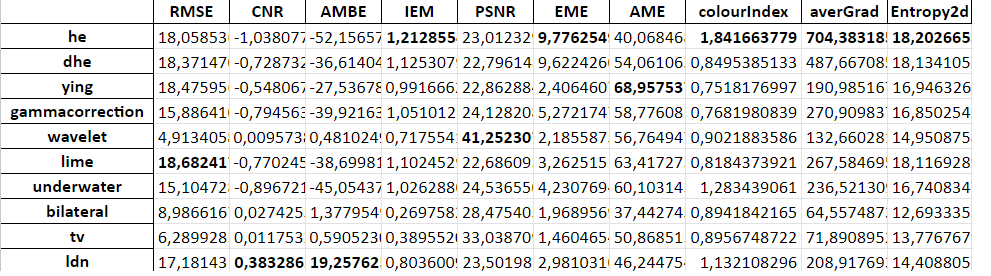 RMSE CNR AMBE IEM PSNR EME AME colourIndex averGrad Entropy2d
he 18,05853 -1,038077 -52,15657 1,212855 23,01232 9,776254 40,06846 1,841663779 704,38318 18,202665
dhe 18,37147 -0,728732 -36,61404 1,125307 22,79614 9,622426 54,06106 0,8495385133 487,66708 18,134105
ying 18,47595 -0,548067 -27,53678 0,991666 22,86288 2,406460 68,95753 0,7518176997 190,98516 16,946326
gammacorrection 15,88641 -0,794563 -39,92163 1,051012 24,12820 5,272174 58,77608 0,7681980839 270,90983 16,850254
wavelet 4,913405 0,009573 0,481024 0,717554 41,25230 2,185587 56,76494 0,9021883586 132,66028 14,950875
lime 18,68241 -0,770245 -38,69981 1,102452 22,68609 3,262515 63,41727 0,8184373921 267,58469 18,116928
underwater 15,10472 -0,896721 -45,05437 1,026288 24,53655 4,230769 60,10314 1,283439061 236,52130 16,740834
bilateral 8,986616 0,027425 1,377954 0,269758 28,47540 1,968956 37,44274 0,8941842165 64,557487 12,693335
tv 6,289928 0,011753 0,590523 0,389552 33,03870 1,460465 50,86851 0,8956748722 71,890895 13,776767
ldn 17,18143 0,383286 19,25762 0,803600 23,50198 2,981031 46,24475 1,132108296 208,91769 14,408805